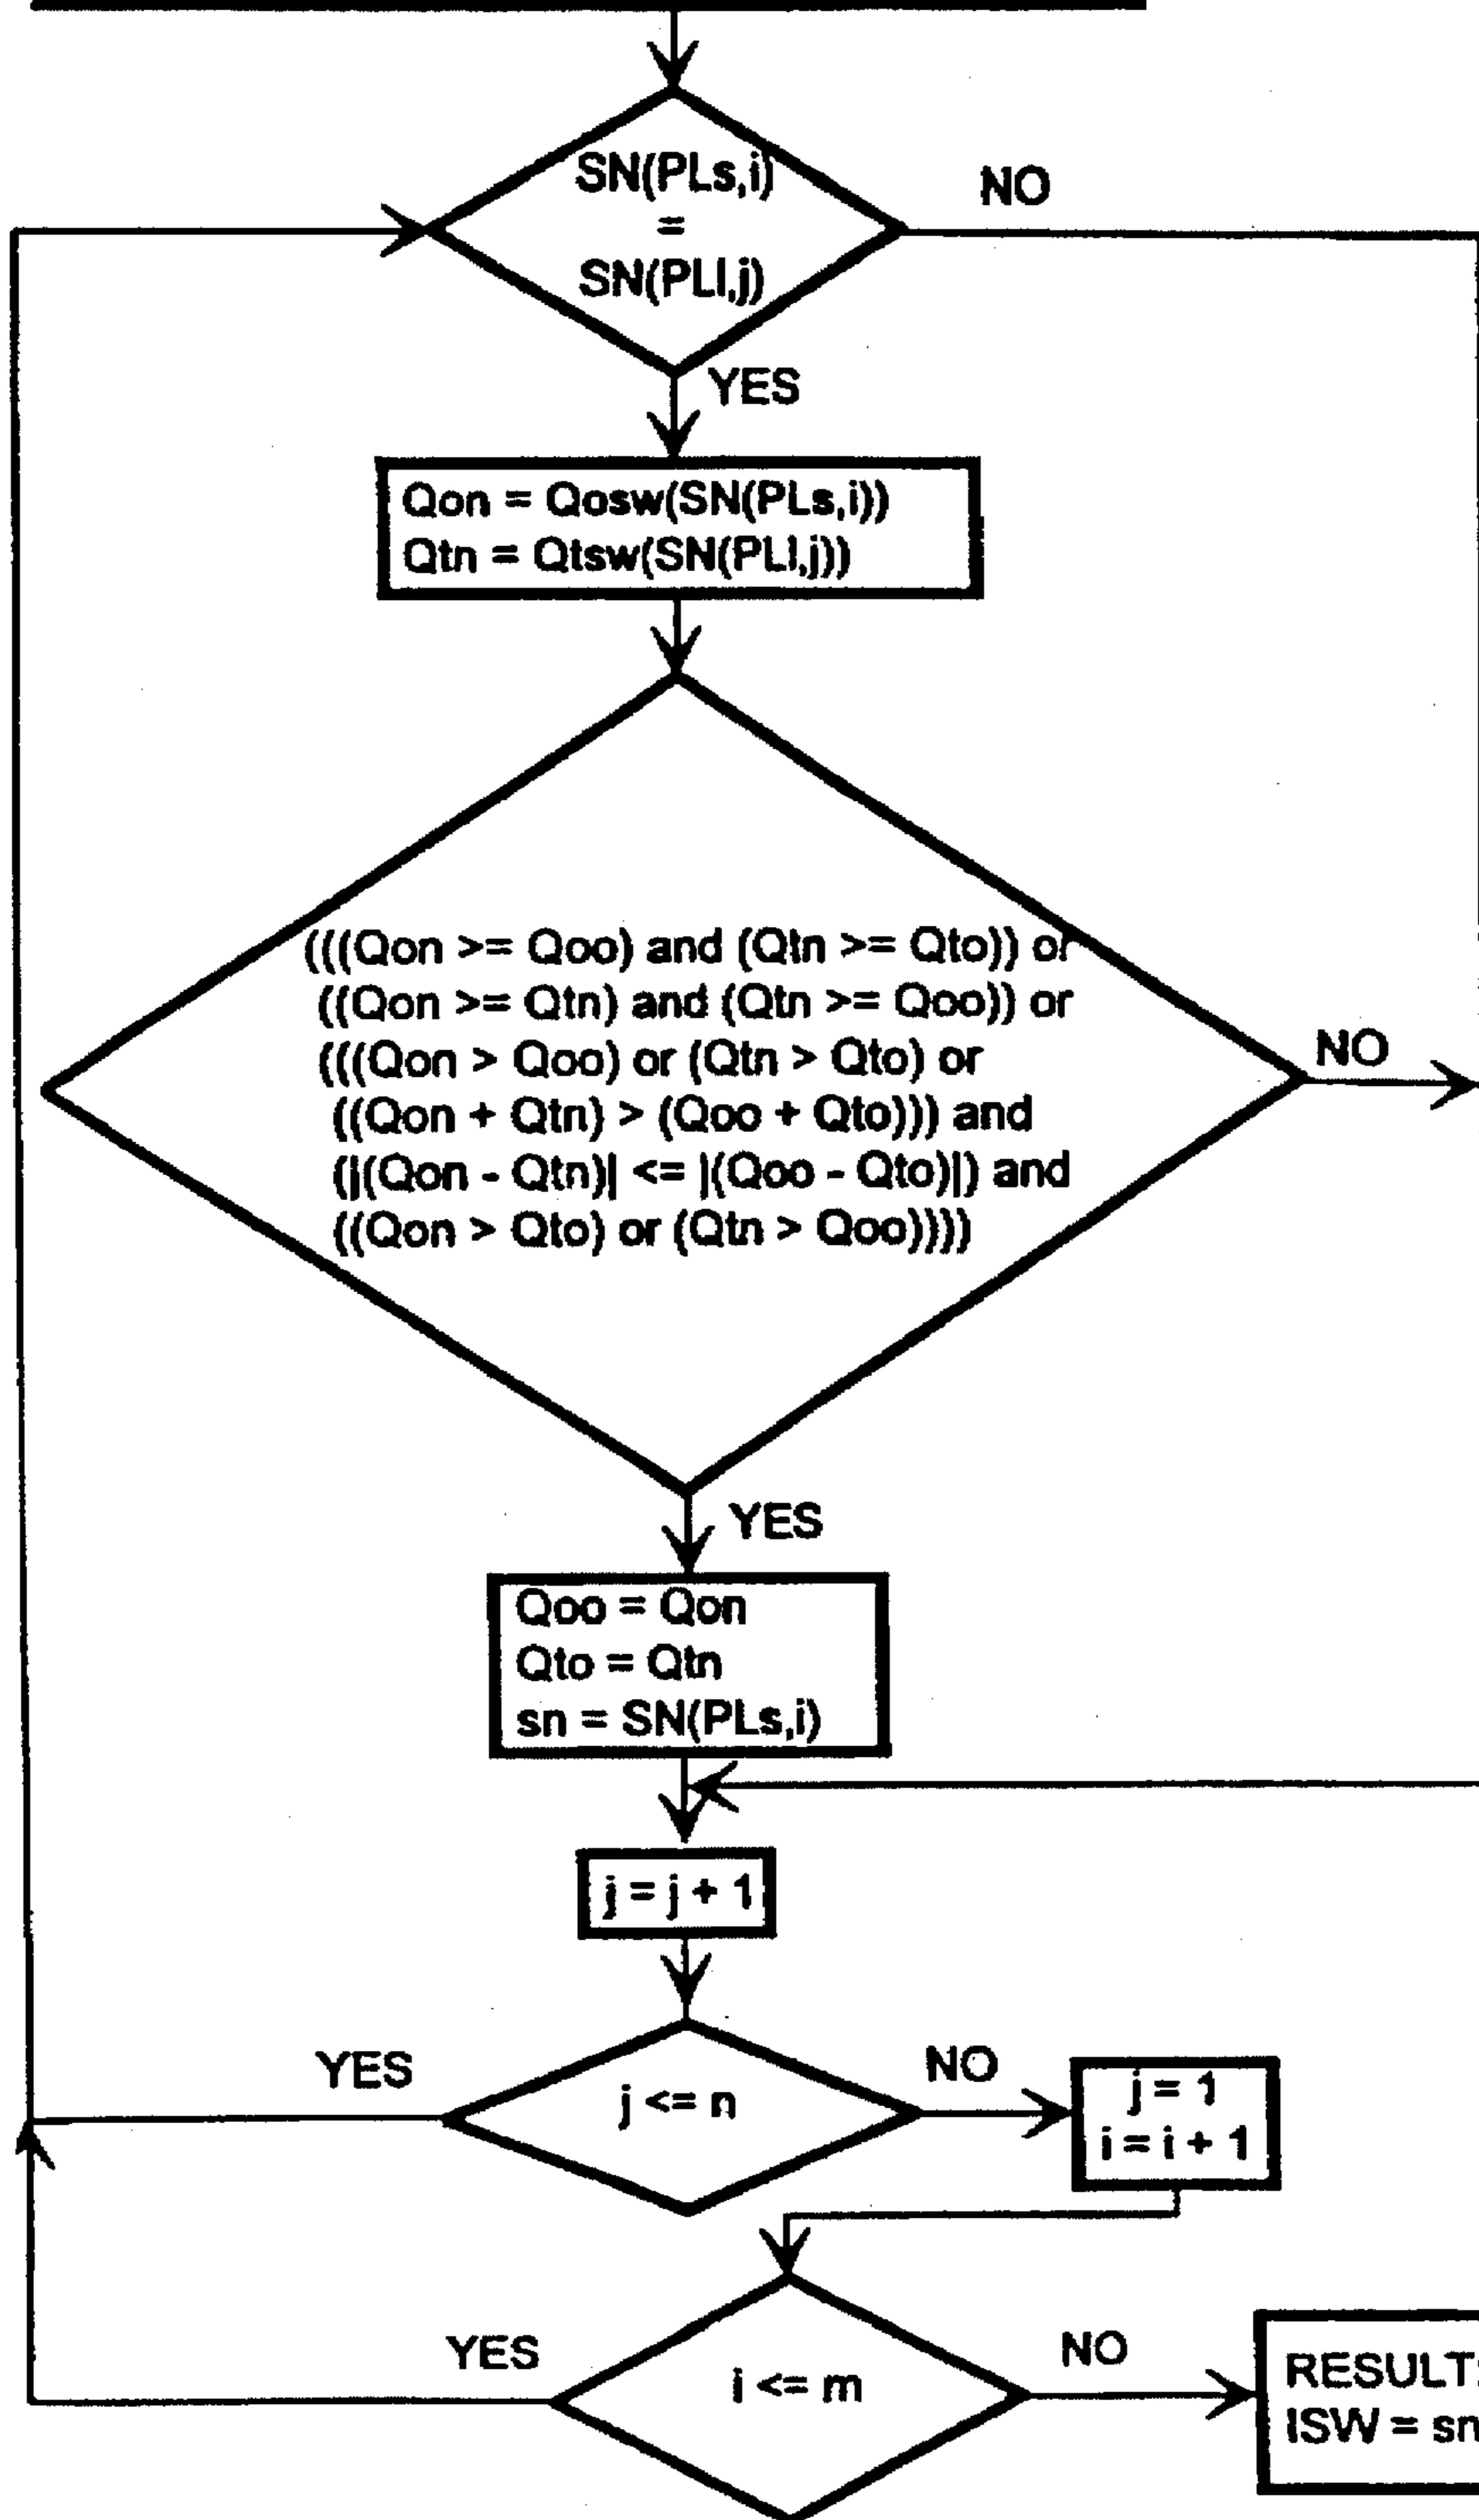 SN(PLs,i)
=
SN(PLl,j)
NO
YES
Qon = Qosw(SN(PLs,i))
Qtn = Qtsw(SN(PLl,j))
(((Qon >= Qoo) and (Qtn >= Qto)) or
((Qon >= Qtn) and (Qtn >= Qoo)) or
(((Qon > Qoo) or (Qtn > Qto) or
((Qon + Qtn) > (Qoo + Qto))) and
(|(Qon - Qtn)| <= |(Qoo - Qto)|) and
((Qon > Qto) or (Qtn > Qoo))))
NO
YES
Qoo = Qon
Qto = Qtn
sn = SN(PLs,i)
j = j + 1
YES
j <= n
NO
j = 1
i = i + 1
YES
i <= m
NO
RESULT:
ISW = sn